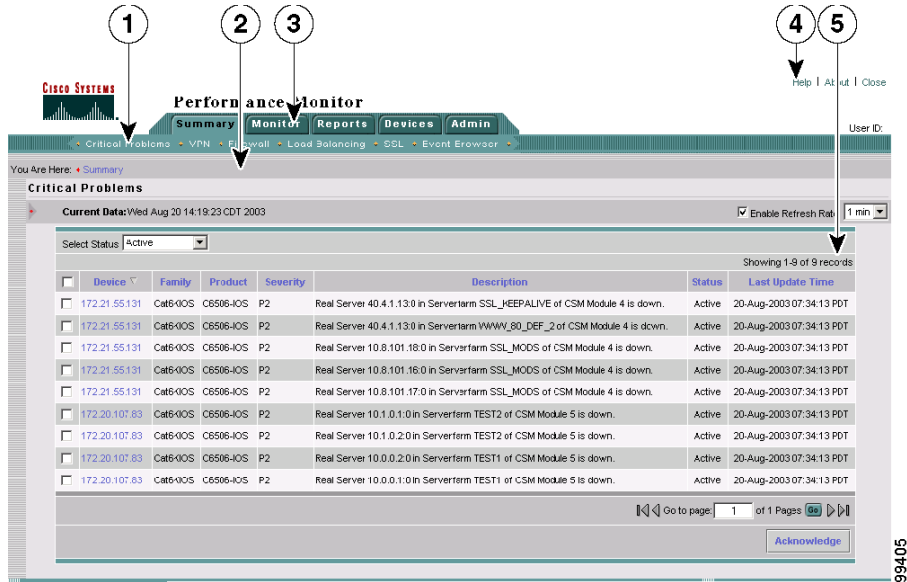 1 2 3 4 5
Help | About | Close
CISCO SYSTEMS
Performance Monitor
Summary Monitor Reports Devices Admin
User ID:
Critical Problems VPN Firewall Load Balancing SSL Event Browser
You Are Here: Summary
Critical Problems
Current Data: Wed Aug 20 14:19:23 CDT 2003 Enable Refresh Rate 1 min
Select Status Active
Showing 1-9 of 9 records
Device Family Product Severity Description Status Last Update Time
172.21.55.131 Cat6KIOS C6506-IOS P2 Real Server 40.4.1.13:0 in Serverfarm SSL_KEEPALIVE of CSM Module 4 is down. Active 20-Aug-2003 07:34:13 PDT
172.21.55.131 Cat6KIOS C6506-IOS P2 Real Server 40.4.1.13:0 in Serverfarm WWW_80_DEF_2 of CSM Module 4 is down. Active 20-Aug-2003 07:34:13 PDT
172.21.55.131 Cat6KIOS C6506-IOS P2 Real Server 10.8.101.18:0 in Serverfarm SSL_MODS of CSM Module 4 is down. Active 20-Aug-2003 07:34:13 PDT
172.21.55.131 Cat6KIOS C6506-IOS P2 Real Server 10.8.101.16:0 in Serverfarm SSL_MODS of CSM Module 4 is down. Active 20-Aug-2003 07:34:13 PDT
172.21.55.131 Cat6KIOS C6506-IOS P2 Real Server 10.8.101.17:0 in Serverfarm SSL_MODS of CSM Module 4 is down. Active 20-Aug-2003 07:34:13 PDT
172.20.107.83 Cat6KIOS C6506-IOS P2 Real Server 10.1.0.1:0 in Serverfarm TEST2 of CSM Module 5 is down. Active 20-Aug-2003 07:34:13 PDT
172.20.107.83 Cat6KIOS C6506-IOS P2 Real Server 10.1.0.2:0 in Serverfarm TEST2 of CSM Module 5 is down. Active 20-Aug-2003 07:34:13 PDT
172.20.107.83 Cat6KIOS C6506-IOS P2 Real Server 10.0.0.2:0 in Serverfarm TEST1 of CSM Module 5 is down. Active 20-Aug-2003 07:34:13 PDT
172.20.107.83 Cat6KIOS C6506-IOS P2 Real Server 10.0.0.1:0 in Serverfarm TEST1 of CSM Module 5 is down. Active 20-Aug-2003 07:34:13 PDT
Go to page: 1 of 1 Pages Go
Acknowledge
99405